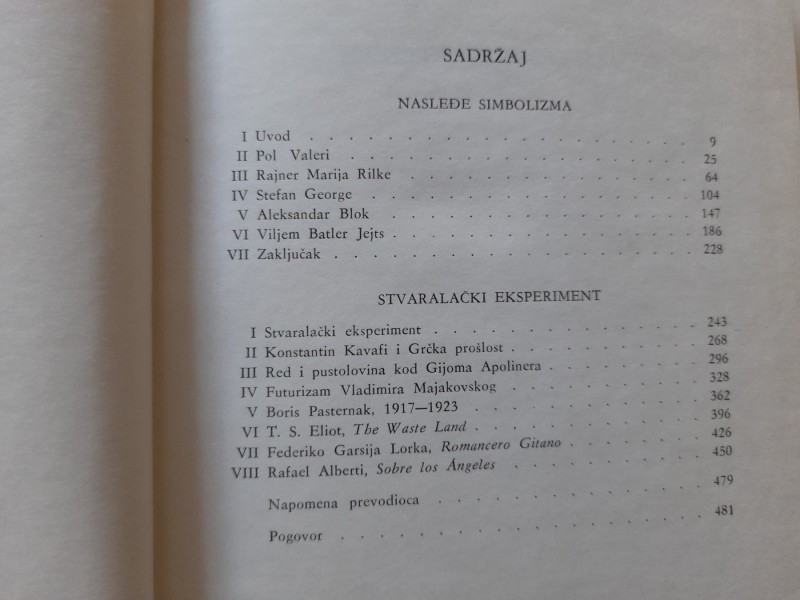 SADRŽAJ
NASLEĐE SIMBOLIZMA
I Uvod . . . . . . . . . . . . . . . . . . 9
II Pol Valeri . . . . . . . . . . . . . . . . 25
III Rajner Marija Rilke . . . . . . . . . . . . . 64
IV Stefan George . . . . . . . . . . . . . . . 104
V Aleksandar Blok . . . . . . . . . . . . . . 147
VI Viljem Batler Jejts . . . . . . . . . . . . . . 186
VII Zaključak . . . . . . . . . . . . . . . . . 228
STVARALAČKI EKSPERIMENT
I Stvaralački eksperiment . . . . . . . . . . . . 243
II Konstantin Kavafi i Grčka prošlost . . . . . . . . . 268
III Red i pustolovina kod Gijoma Apolinera . . . . . . . 296
IV Futurizam Vladimira Majakovskog . . . . . . . . . 328
V Boris Pasternak, 1917—1923 . . . . . . . . . . 362
VI T. S. Eliot, The Waste Land . . . . . . . . . . 396
VII Federiko Garsija Lorka, Romancero Gitano . . . . . . 426
VIII Rafael Alberti, Sobre los Ángeles . . . . . . . . 450
Napomena prevodioca . . . . . . . . . . . . 479
Pogovor . . . . . . . . . . . . . . . . . 481